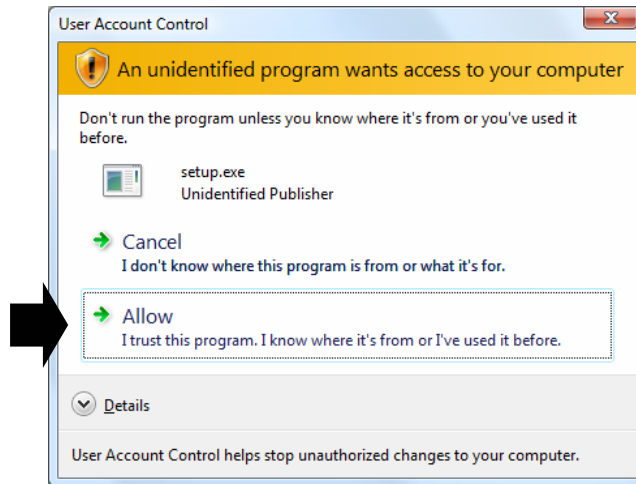 User Account Control
An unidentified program wants access to your computer
Don't run the program unless you know where it's from or you've used it
before.
setup.exe
Unidentified Publisher
Cancel
I don't know where this program is from or what it's for.
Allow
I trust this program. I know where it's from or I've used it before.
Details
User Account Control helps stop unauthorized changes to your computer.